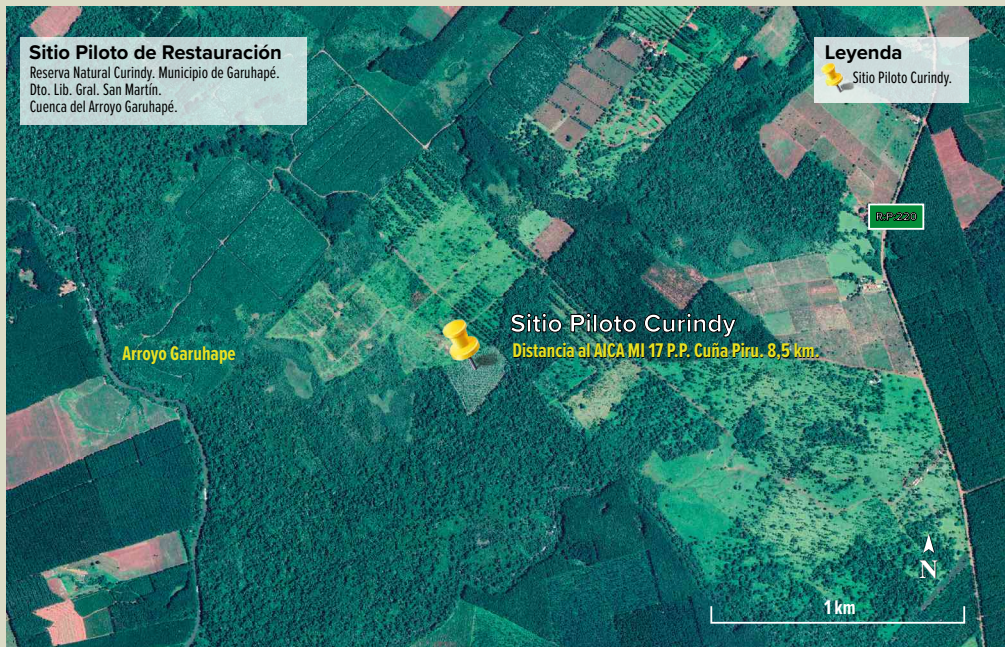 Sitio Piloto de Restauración
Reserva Natural Curindy. Municipio de Garuhapé.
Dto. Lib. Gral. San Martín.
Cuenca del Arroyo Garuhapé.
Leyenda
Sitio Piloto Curindy.
R:P:220
Sitio Piloto Curindy
Distancia al AICA MI 17 P.P. Cuña Piru. 8,5 km.
Arroyo Garuhape
N
1 km